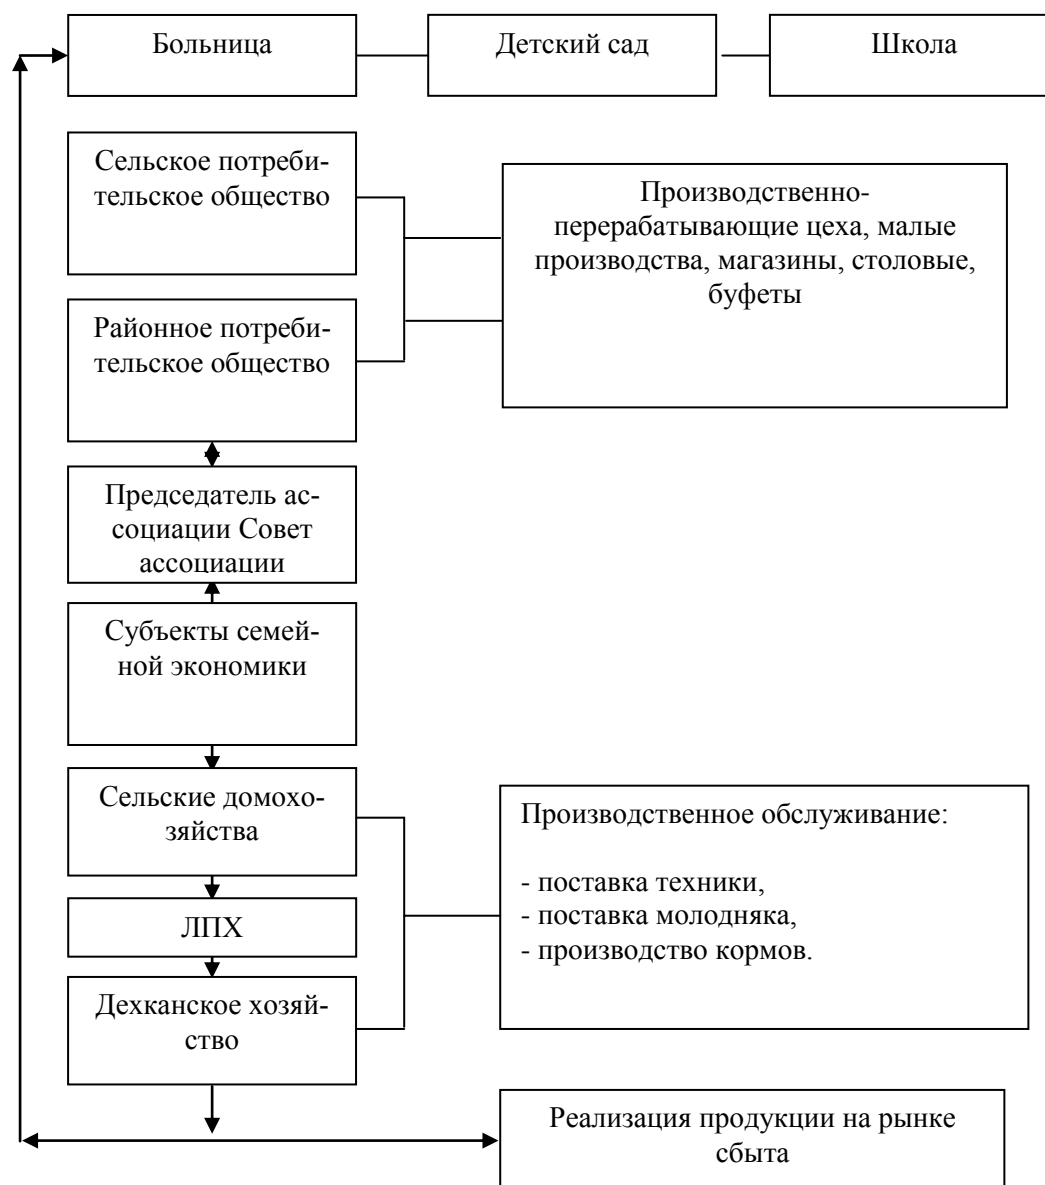 Больница
Детский сад
Школа
Сельское потреби-
тельское общество
Производственно-
перерабатывающие цеха, малые
производства, магазины, столовые,
буфеты
Районное потреби-
тельское общество
Председатель ас-
социации Совет
ассоциации
Субъекты семей-
ной экономики
Сельские домохо-
зяйства
Производственное обслуживание:
- поставка техники,
- поставка молодняка,
- производство кормов.
ЛПХ
Дехканское хозяй-
ство
Реализация продукции на рынке
сбыта